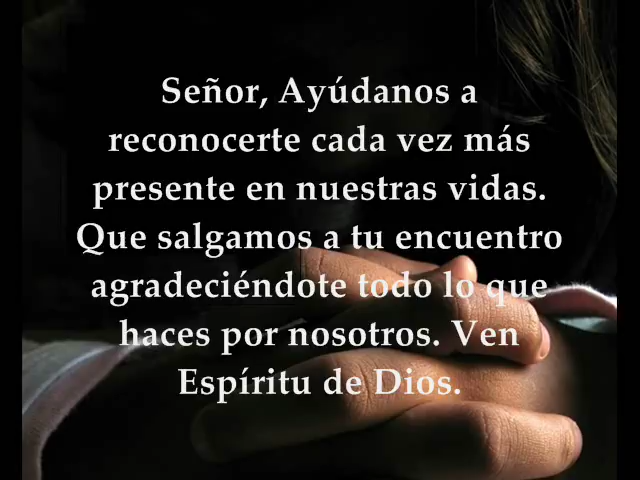 Señor, Ayúdanos a
reconocerte cada vez más
presente en nuestras vidas.
Que salgamos a tu encuentro
agradeciéndote todo lo que
haces por nosotros. Ven
Espíritu de Dios.